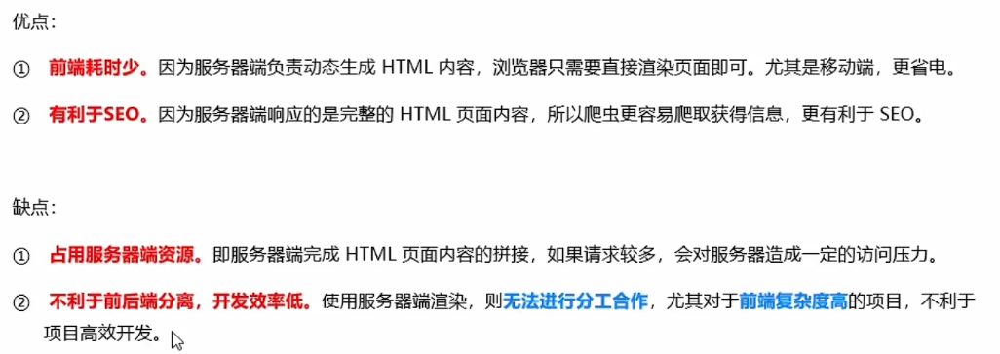 优点：
① 前端耗时少。因为服务器端负责动态生成 HTML 内容，浏览器只需要直接渲染页面即可。尤其是移动端，更省电。
② 有利于SEO。因为服务器端响应的是完整的 HTML 页面内容，所以爬虫更容易爬取获得信息，更有利于 SEO。
缺点：
① 占用服务器端资源。即服务器端完成 HTML 页面内容的拼接，如果请求较多，会对服务器造成一定的访问压力。
② 不利于前后端分离，开发效率低。使用服务器端渲染，则无法进行分工合作，尤其对于前端复杂度高的项目，不利于
项目高效开发。